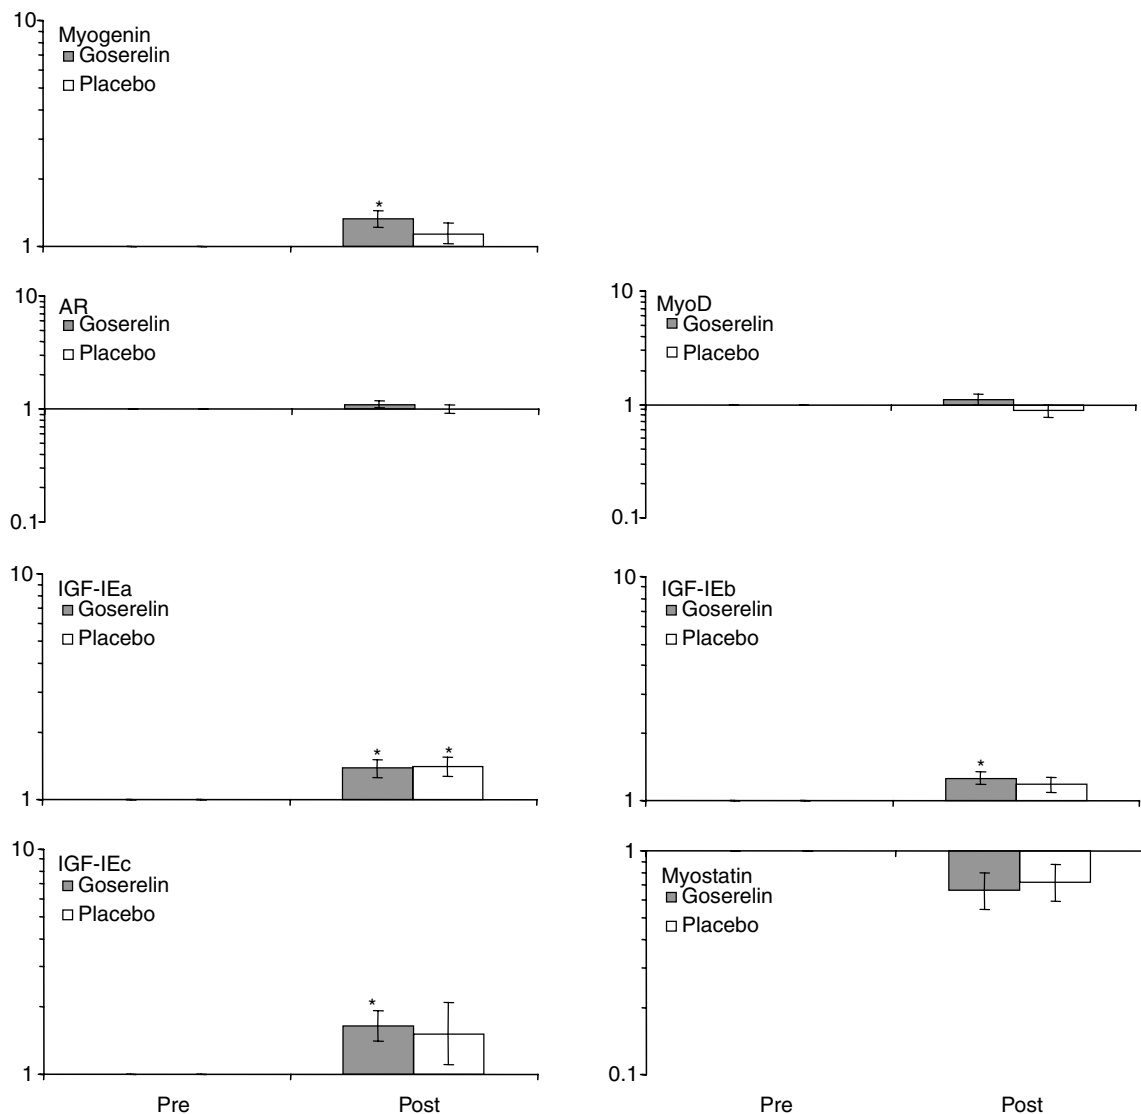 10
Myogenin
Goserelin
Placebo
*
1
10
AR
Goserelin
Placebo
1
0.1
10
MyoD
Goserelin
Placebo
1
0.1
10
IGF-IEa
Goserelin
Placebo
* *
1
10
IGF-IEb
Goserelin
Placebo
*
1
10
IGF-IEc
Goserelin
Placebo
*
1
Pre Post
1
Myostatin
Goserelin
Placebo
0.1
Pre Post